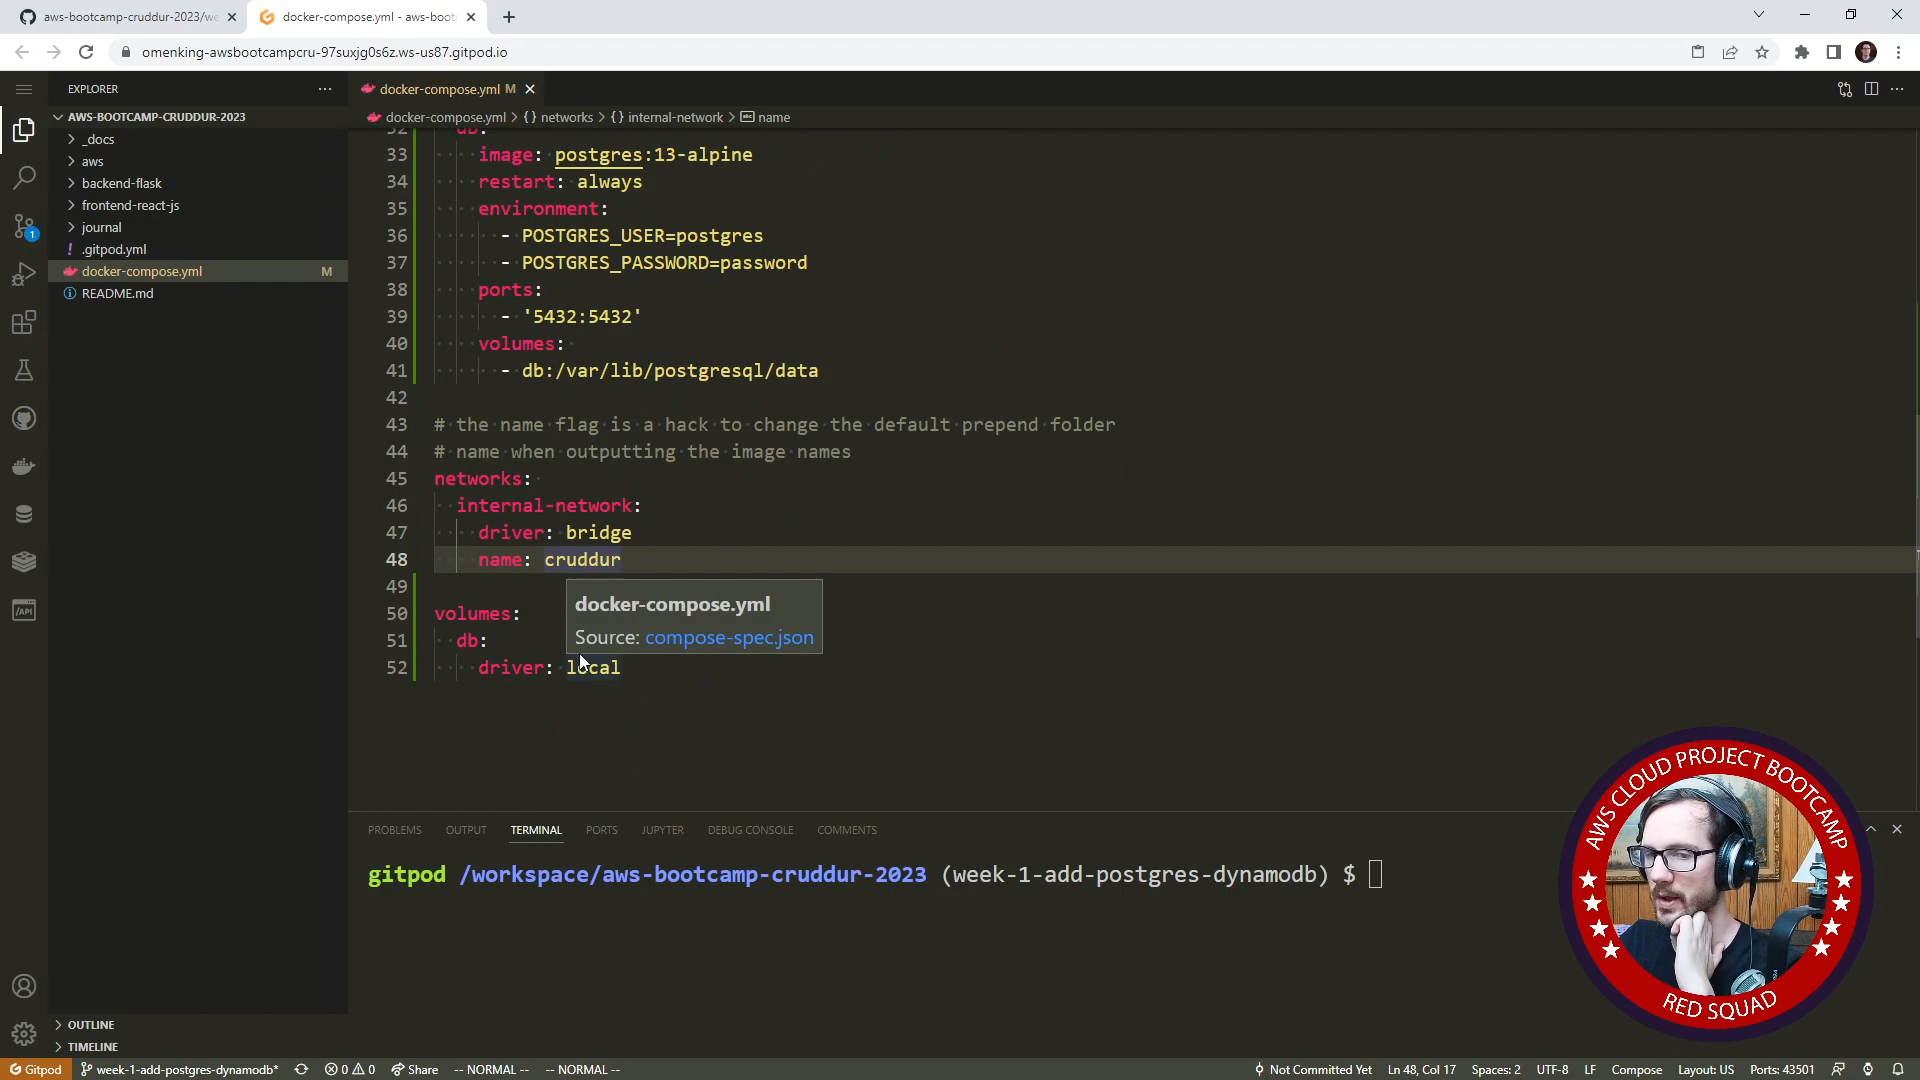 aws-bootcamp-cruddur-2023/we
docker-compose.yml - aws-boot
omenking-awsbootcampcru-97suxjg0s6z.ws-us87.gitpod.io
EXPLORER
docker-compose.yml M
AWS-BOOTCAMP-CRUDDUR-2023
docker-compose.yml > {} networks > {} internal-network > name
_docs
aws
backend-flask
frontend-react-js
journal
.gitpod.yml
docker-compose.yml M
README.md
32 db:
33 image: postgres:13-alpine
34 restart: always
35 environment:
36 - POSTGRES_USER=postgres
37 - POSTGRES_PASSWORD=password
38 ports:
39 - '5432:5432'
40 volumes:
41 - db:/var/lib/postgresql/data
42
43 # the name flag is a hack to change the default prepend folder
44 # name when outputting the image names
45 networks:
46 internal-network:
47 driver: bridge
48 name: cruddur
49
50 volumes:
51 db:
52 driver: local
docker-compose.yml
Source: compose-spec.json
PROBLEMS OUTPUT TERMINAL PORTS JUPYTER DEBUG CONSOLE COMMENTS
gitpod /workspace/aws-bootcamp-cruddur-2023 (week-1-add-postgres-dynamodb) $
AWS CLOUD PROJECT BOOTCAMP
RED SQUAD
1
/API
OUTLINE
TIMELINE
Gitpod week-1-add-postgres-dynamodb* 0 0 Share -- NORMAL -- -- NORMAL -- Not Committed Yet Ln 48, Col 17 Spaces: 2 UTF-8 LF Compose Layout: US Ports: 43501